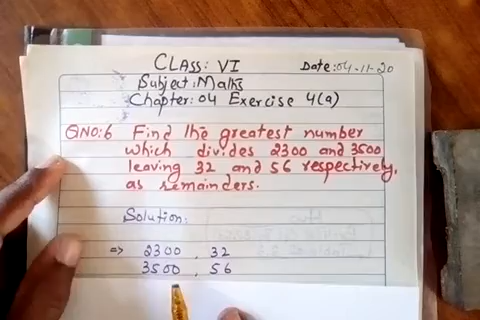 CLASS: VI
Date: 04-11-20
Subject: Maths
Chapter: 04 Exercise 4(a)
QNO:6 Find the greatest number
which divides 2300 and 3500
leaving 32 and 56 respectively,
as remainders.
Solution:
=> 2300, 32
3500, 56